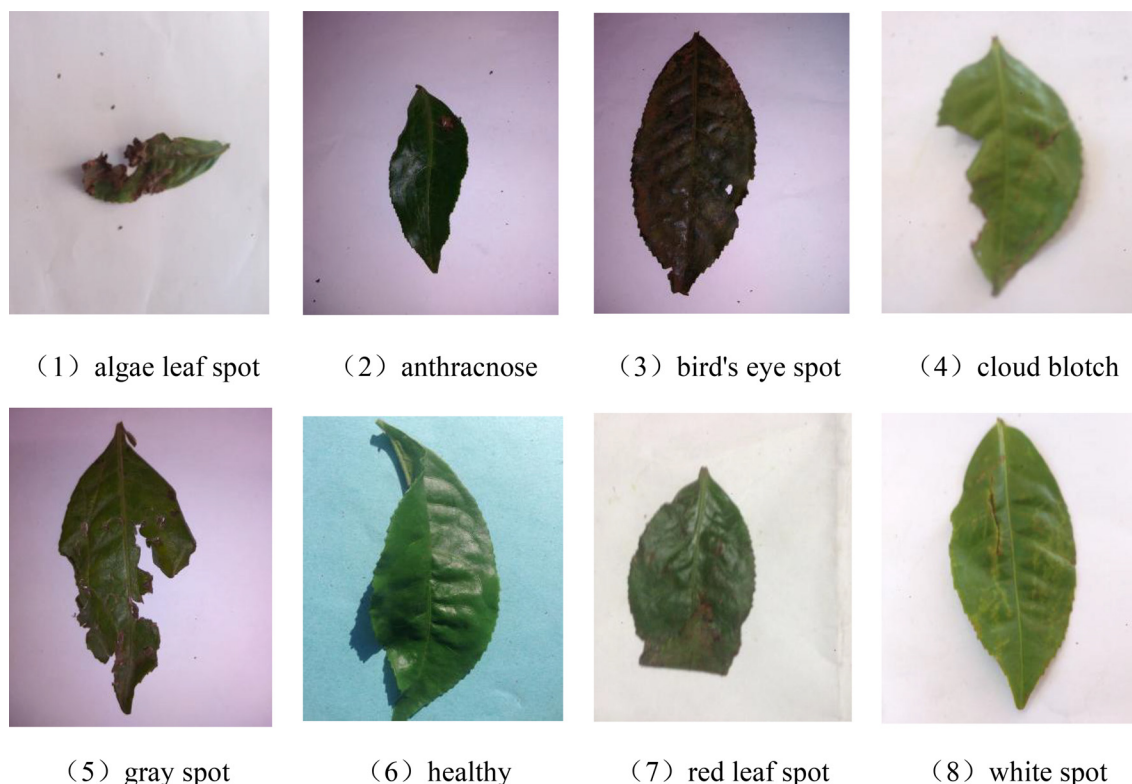 （1）algae leaf spot
（2）anthracnose
（3）bird's eye spot
（4）cloud blotch
（5）gray spot
（6）healthy
（7）red leaf spot
（8）white spot